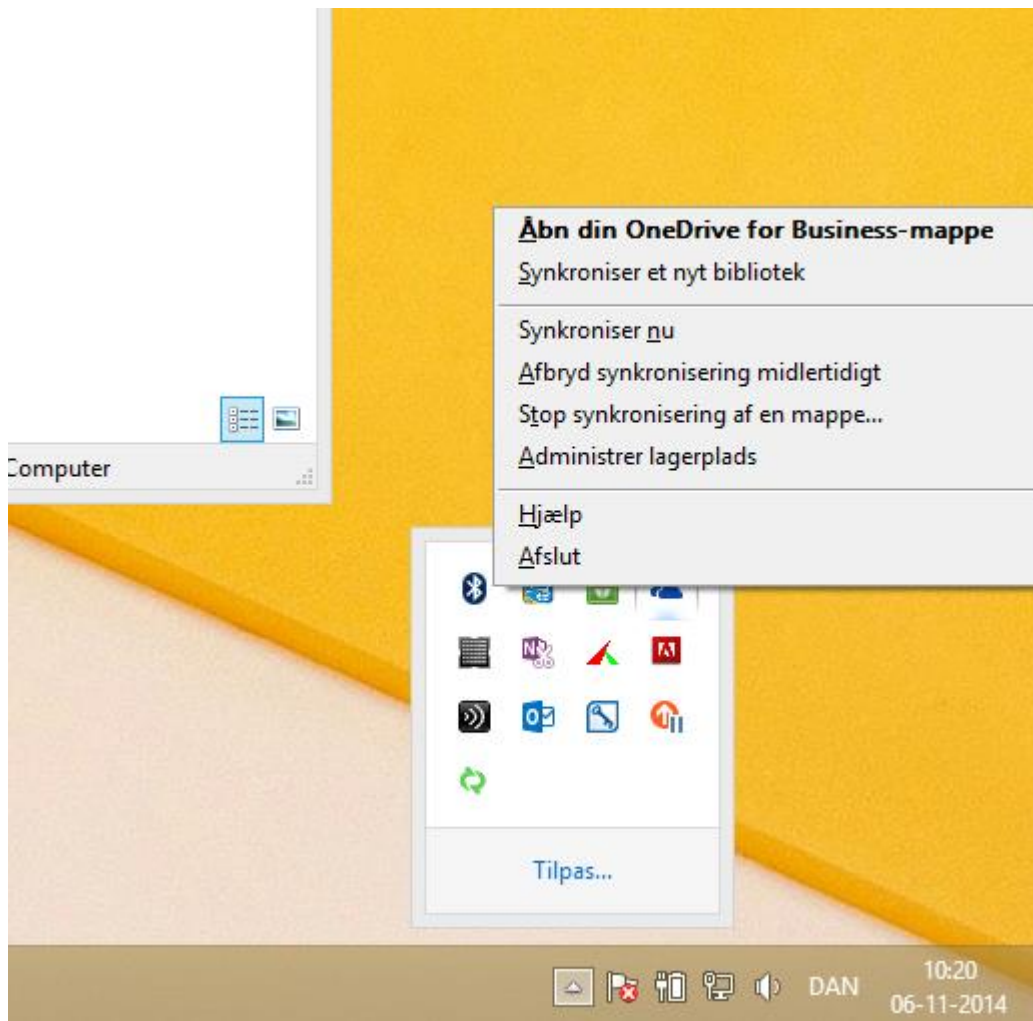 Åbn din OneDrive for Business-mappe
Synkroniser et nyt bibliotek
Synkroniser nu
Afbryd synkronisering midlertidigt
Stop synkronisering af en mappe...
Administrer lagerplads
Computer
Hjælp
Afslut
Tilpas...
DAN
10:20
06-11-2014